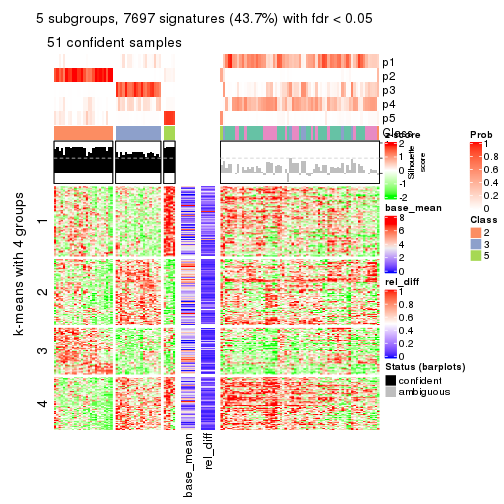 5 subgroups, 7697 signatures (43.7%) with fdr < 0.05
51 confident samples
p1
p2
p3
p4
p5
Class
k-means with 4 groups
1
2
3
4
base_mean
rel_diff
z-score
2
1
0
-1
-2
Silhouette
score
base_mean
8
6
4
2
0
rel_diff
1
0.8
0.6
0.4
0.2
0
Status (barplots)
confident
ambiguous
Prob
1
0.8
0.6
0.4
0.2
0
Class
2
3
5